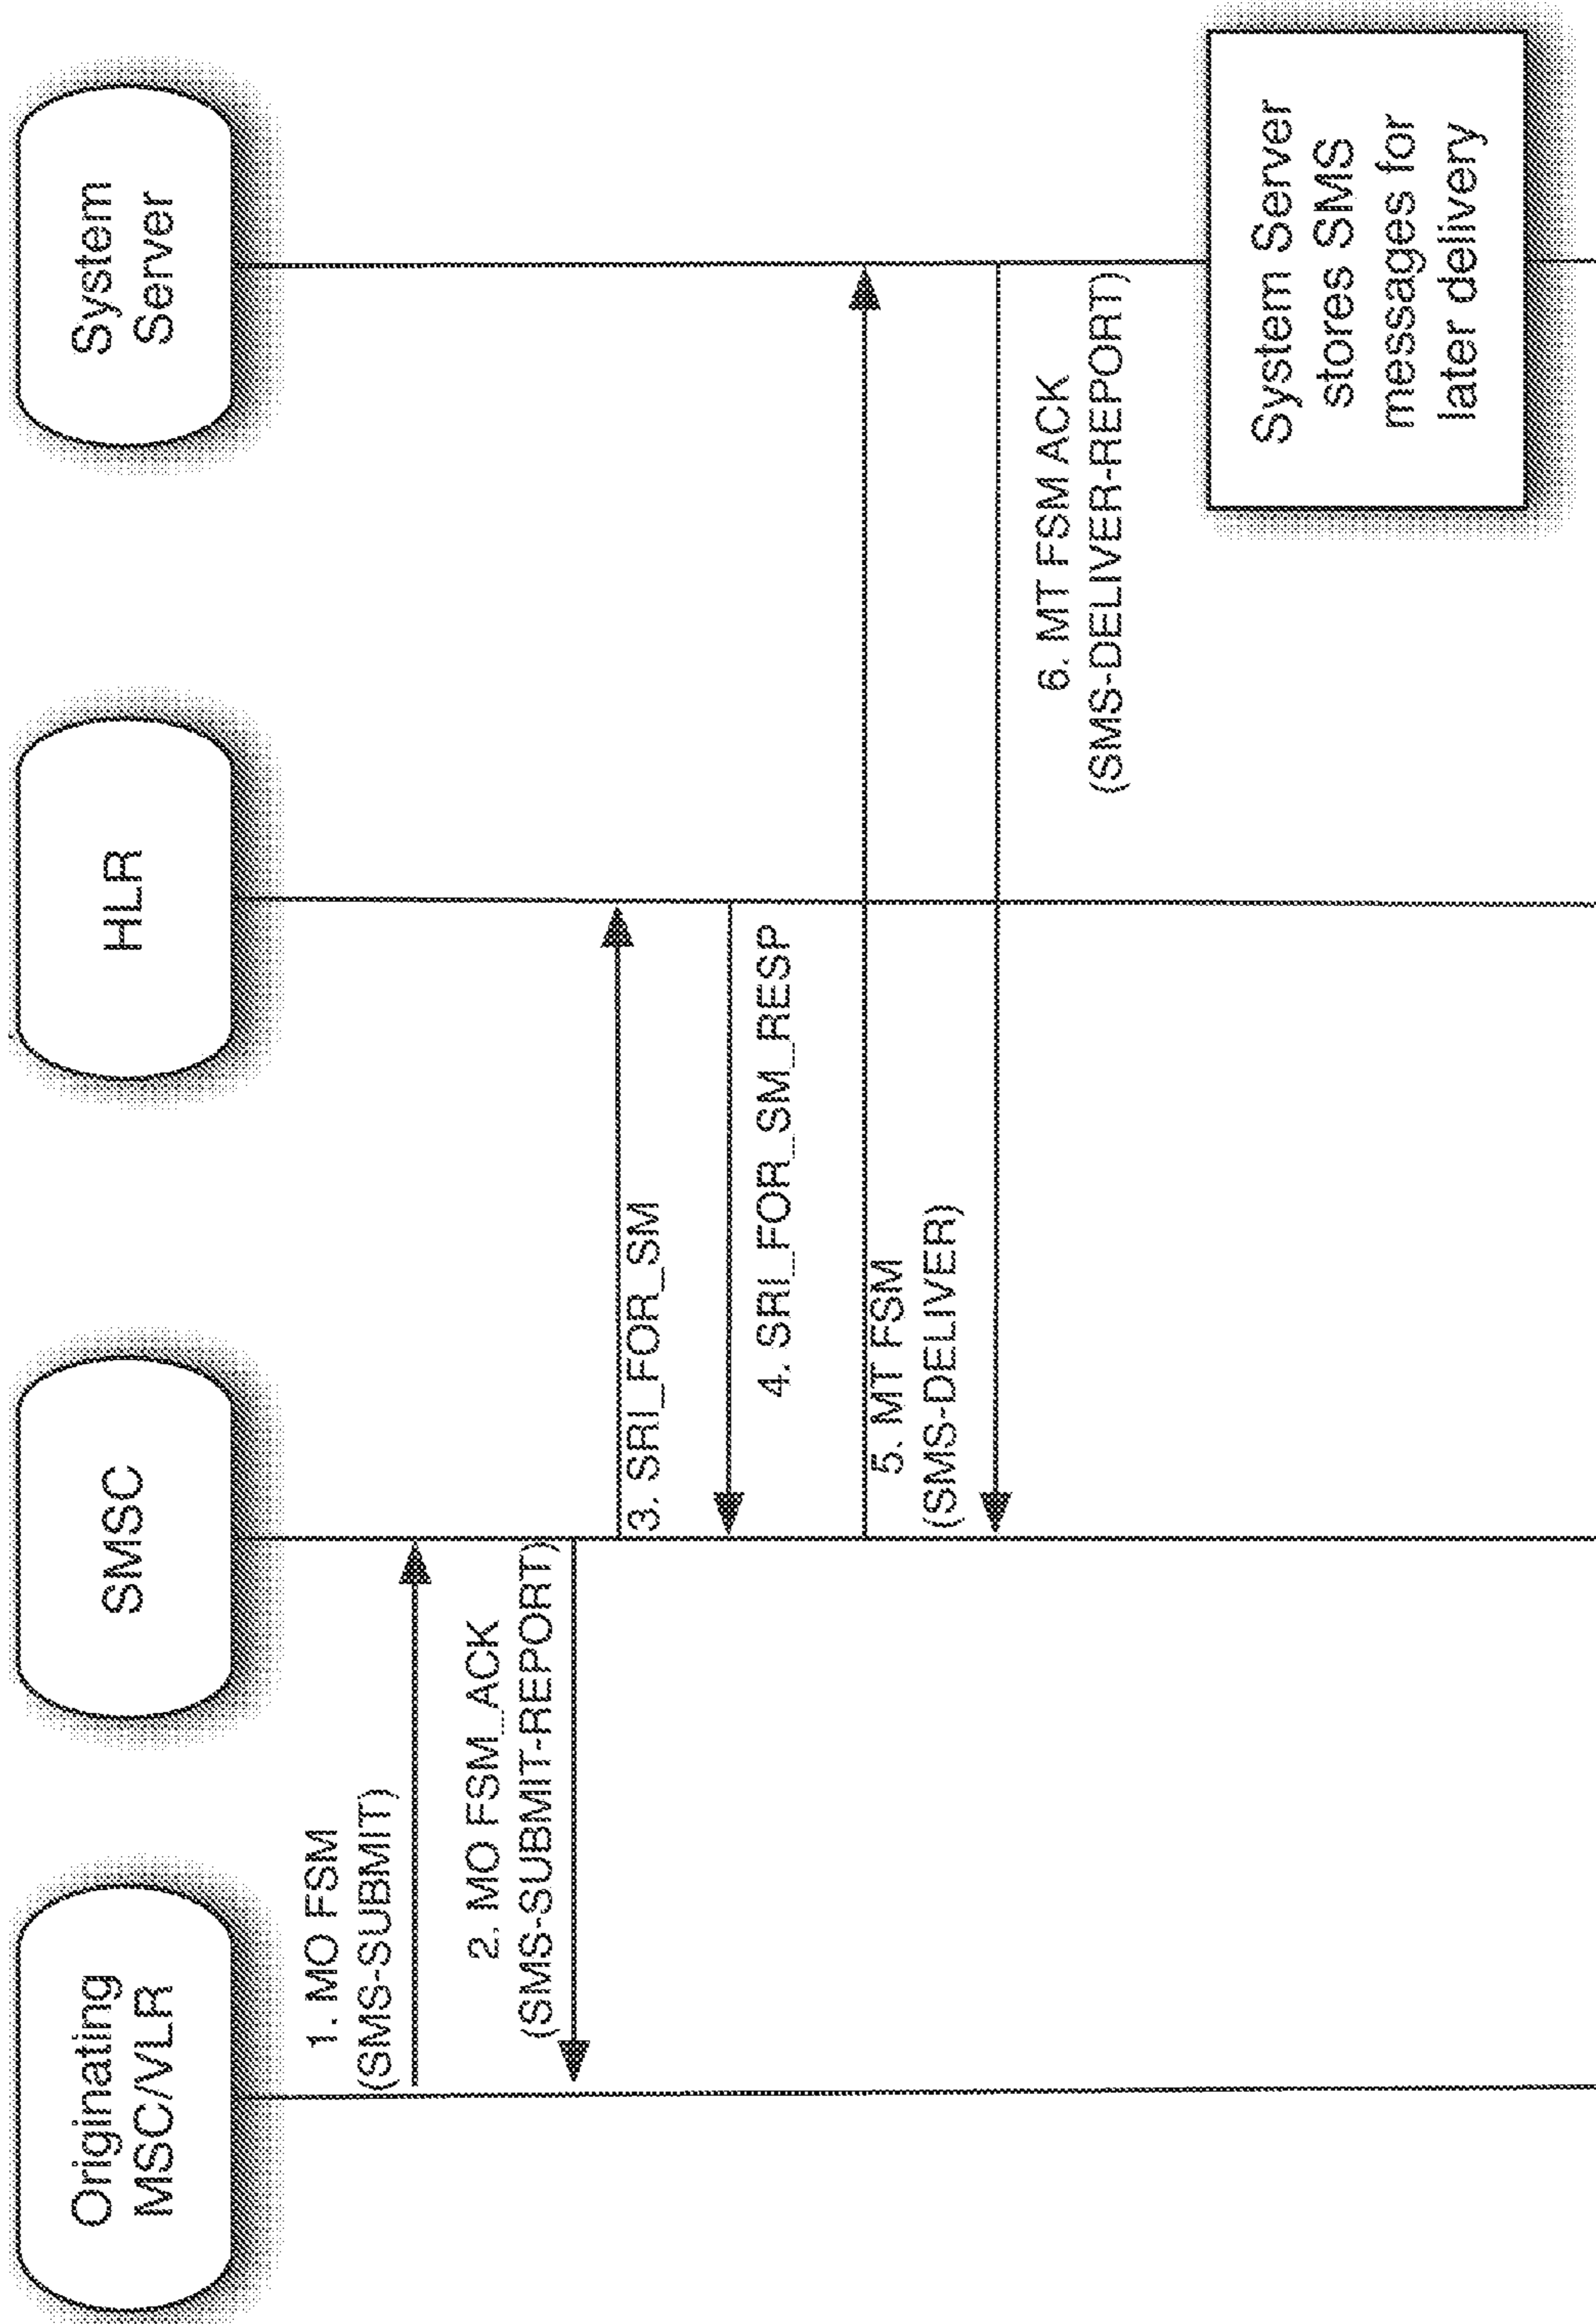 Originating
MSC/VLR
SMSC
HLR
System
Server
1. MO FSM
(SMS-SUBMIT)
2. MO FSM_ACK
(SMS-SUBMIT-REPORT)
3. SRI_FOR_SM
4. SRI_FOR_SM_RESP
5. MT FSM
(SMS-DELIVER)
6. MT FSM ACK
(SMS-DELIVER-REPORT)
System Server
stores SMS
messages for
later delivery